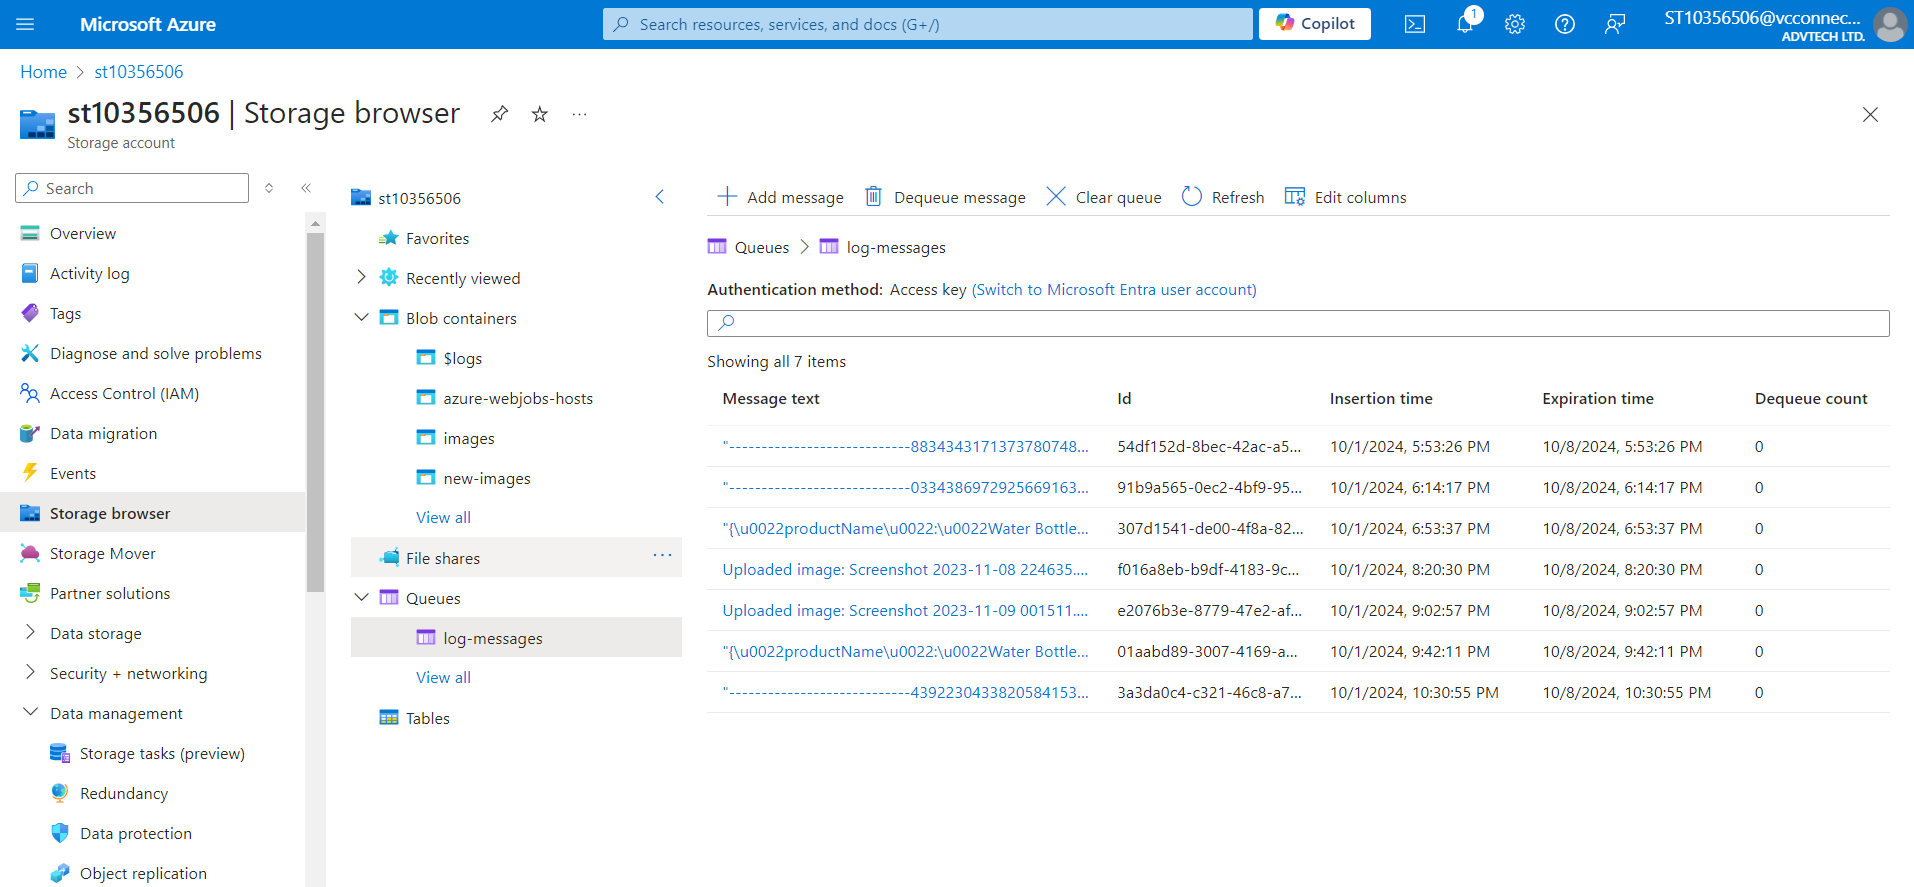 Microsoft Azure
Search resources, services, and docs (G+/)
Copilot
1
ST10356506@vcconnec...
ADVTECH LTD.
Home > st10356506
st10356506 | Storage browser
Storage account
Search
Overview
Activity log
Tags
Diagnose and solve problems
Access Control (IAM)
Data migration
Events
Storage browser
Storage Mover
Partner solutions
Data storage
Security + networking
Data management
Storage tasks (preview)
Redundancy
Data protection
Object replication
st10356506
Favorites
Recently viewed
Blob containers
$logs
azure-webjobs-hosts
images
new-images
View all
File shares
Queues
log-messages
View all
Tables
Add message Dequeue message Clear queue Refresh Edit columns
Queues > log-messages
Authentication method: Access key (Switch to Microsoft Entra user account)
Showing all 7 items
Message text Id Insertion time Expiration time Dequeue count
"----------------------------8834343171373780748... 54df152d-8bec-42ac-a5... 10/1/2024, 5:53:26 PM 10/8/2024, 5:53:26 PM 0
"----------------------------0334386972925669163... 91b9a565-0ec2-4bf9-95... 10/1/2024, 6:14:17 PM 10/8/2024, 6:14:17 PM 0
"{\u0022productName\u0022:\u0022Water Bottle... 307d1541-de00-4f8a-82... 10/1/2024, 6:53:37 PM 10/8/2024, 6:53:37 PM 0
Uploaded image: Screenshot 2023-11-08 224635.... f016a8eb-b9df-4183-9c... 10/1/2024, 8:20:30 PM 10/8/2024, 8:20:30 PM 0
Uploaded image: Screenshot 2023-11-09 001511.... e2076b3e-8779-47e2-af... 10/1/2024, 9:02:57 PM 10/8/2024, 9:02:57 PM 0
"{\u0022productName\u0022:\u0022Water Bottle... 01aabd89-3007-4169-a... 10/1/2024, 9:42:11 PM 10/8/2024, 9:42:11 PM 0
"----------------------------4392230433820584153... 3a3da0c4-c321-46c8-a7... 10/1/2024, 10:30:55 PM 10/8/2024, 10:30:55 PM 0